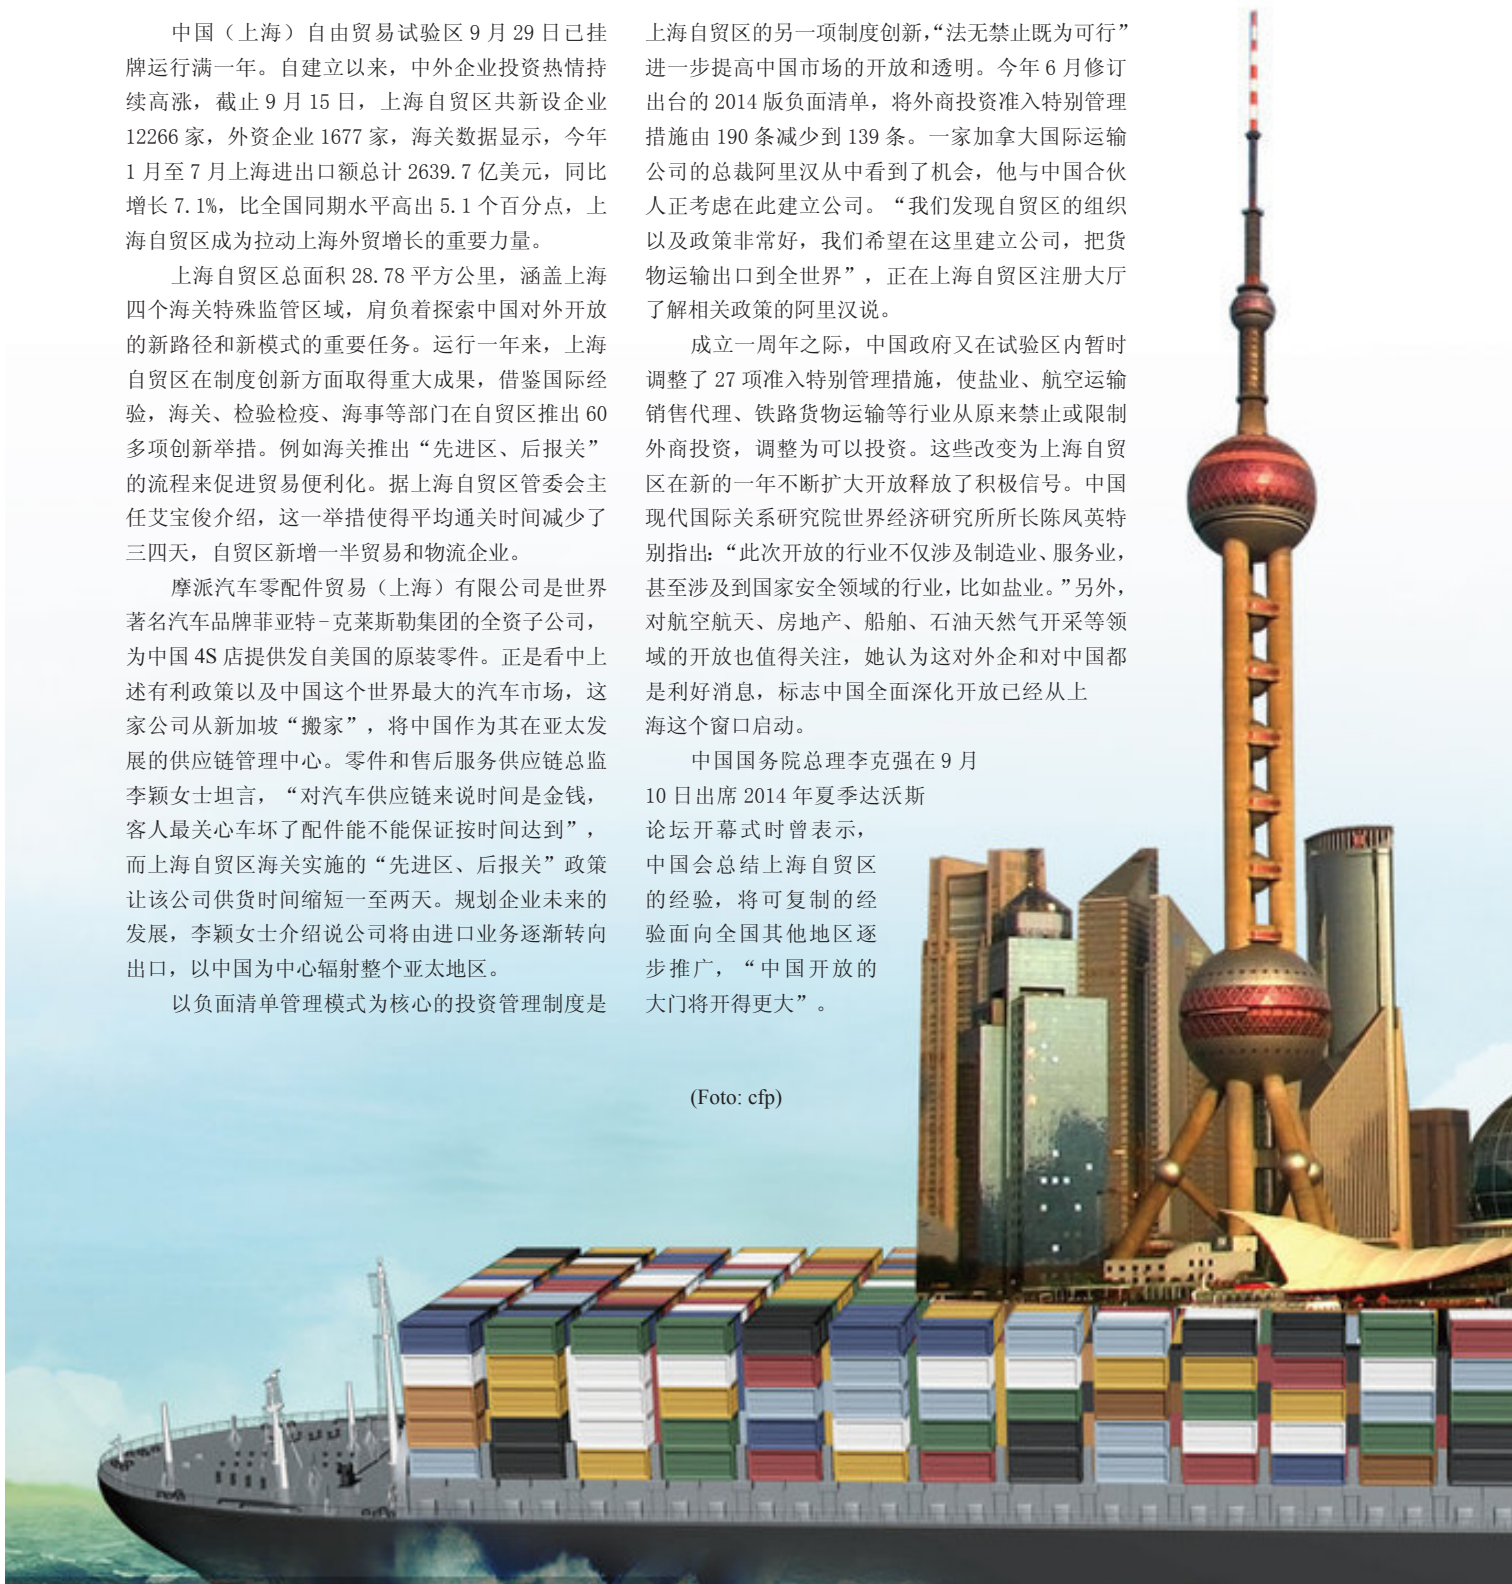 中国（上海）自由贸易试验区 9 月 29 日已挂
牌运行满一年。自建立以来，中外企业投资热情持
续高涨，截止 9 月 15 日，上海自贸区共新设企业
12266 家，外资企业 1677 家，海关数据显示，今年
1 月至 7 月上海进出口额总计 2639.7 亿美元，同比
增长 7.1%，比全国同期水平高出 5.1 个百分点，上
海自贸区成为拉动上海外贸增长的重要力量。
上海自贸区总面积 28.78 平方公里，涵盖上海
四个海关特殊监管区域，肩负着探索中国对外开放
的新路径和新模式的重要任务。运行一年来，上海
自贸区在制度创新方面取得重大成果，借鉴国际经
验，海关、检验检疫、海事等部门在自贸区推出 60
多项创新举措。例如海关推出“先进区、后报关”
的流程来促进贸易便利化。据上海自贸区管委会主
任艾宝俊介绍，这一举措使得平均通关时间减少了
三四天，自贸区新增一半贸易和物流企业。
摩派汽车零配件贸易（上海）有限公司是世界
著名汽车品牌菲亚特-克莱斯勒集团的全资子公司，
为中国 4S 店提供发自美国的原装零件。正是看中上
述有利政策以及中国这个世界最大的汽车市场，这
家公司从新加坡“搬家”，将中国作为其在亚太发
展的供应链管理中心。零件和售后服务供应链总监
李颖女士坦言，“对汽车供应链来说时间是金钱，
客人最关心车坏了配件能不能保证按时间达到”，
而上海自贸区海关实施的“先进区、后报关”政策
让该公司供货时间缩短一至两天。规划企业未来的
发展，李颖女士介绍说公司将由进口业务逐渐转向
出口，以中国为中心辐射整个亚太地区。
以负面清单管理模式为核心的投资管理制度是
上海自贸区的另一项制度创新，“法无禁止既为可行”
进一步提高中国市场的开放和透明。今年 6 月修订
出台的 2014 版负面清单，将外商投资准入特别管理
措施由 190 条减少到 139 条。一家加拿大国际运输
公司的总裁阿里汉从中看到了机会，他与中国合伙
人正考虑在此建立公司。“我们发现自贸区的组织
以及政策非常好，我们希望在这里建立公司，把货
物运输出口到全世界”，正在上海自贸区注册大厅
了解相关政策的阿里汉说。
成立一周年之际，中国政府又在试验区内暂时
调整了 27 项准入特别管理措施，使盐业、航空运输
销售代理、铁路货物运输等行业从原来禁止或限制
外商投资，调整为可以投资。这些改变为上海自贸
区在新的一年不断扩大开放释放了积极信号。中国
现代国际关系研究院世界经济研究所所长陈凤英特
别指出：“此次开放的行业不仅涉及制造业、服务业，
甚至涉及到国家安全领域的行业，比如盐业。”另外，
对航空航天、房地产、船舶、石油天然气开采等领
域的开放也值得关注，她认为这对外企和对中国都
是利好消息，标志中国全面深化开放已经从上
海这个窗口启动。
中国国务院总理李克强在 9 月
10 日出席 2014 年夏季达沃斯
论坛开幕式时曾表示，
中国会总结上海自贸区
的经验，将可复制的经
验面向全国其他地区逐
步推广，“中国开放的
大门将开得更大”。
(Foto: cfp)